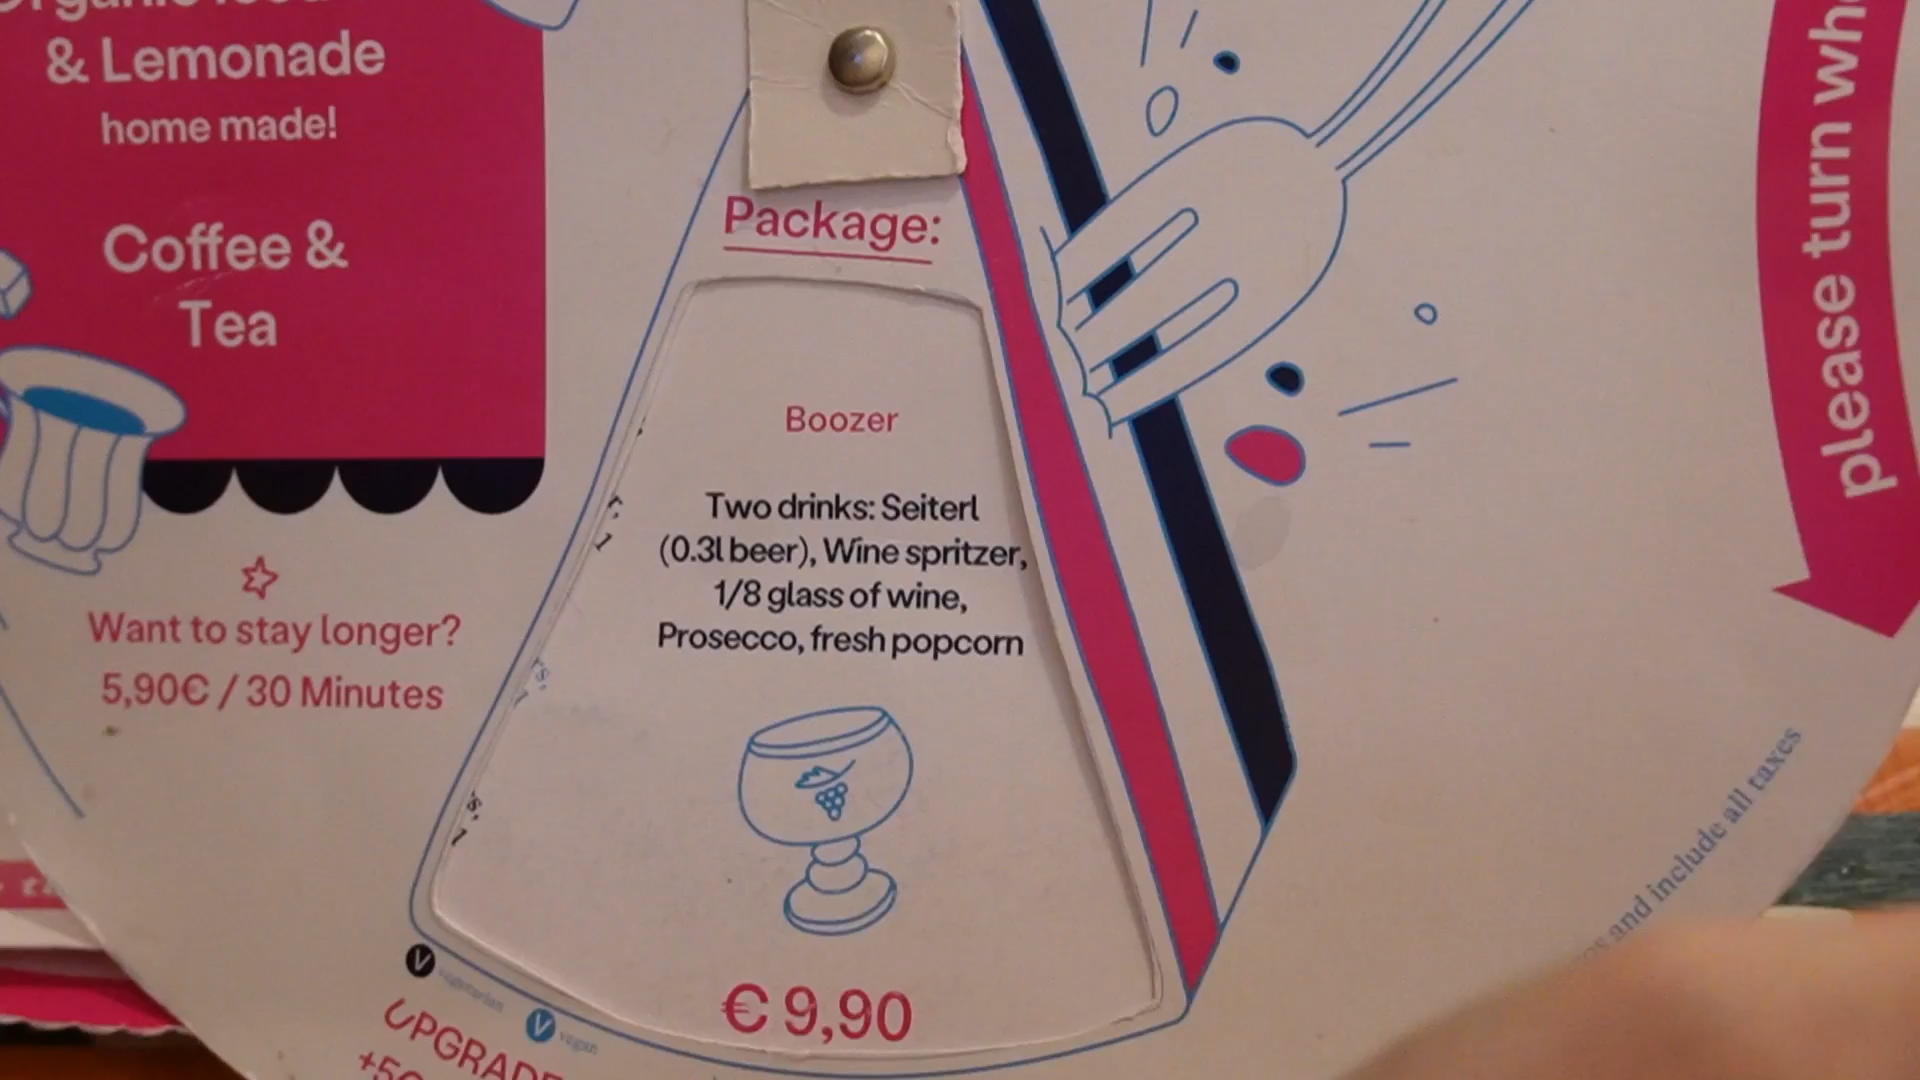 & Lemonade
home made!
Coffee &
Tea
Want to stay longer?
5,90€ / 30 Minutes
Package:
Boozer
Two drinks: Seiterl
(0.3l beer), Wine spritzer,
1/8 glass of wine,
Prosecco, fresh popcorn
€ 9,90
V vegetarian
V vegan
UPGRADE
please turn
and include all taxes